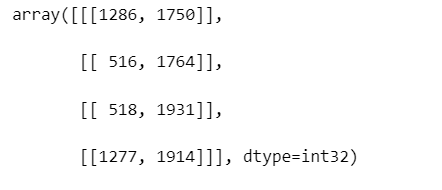 array([[[1286, 1750]],
[[ 516, 1764]],
[[ 518, 1931]],
[[1277, 1914]]], dtype=int32)